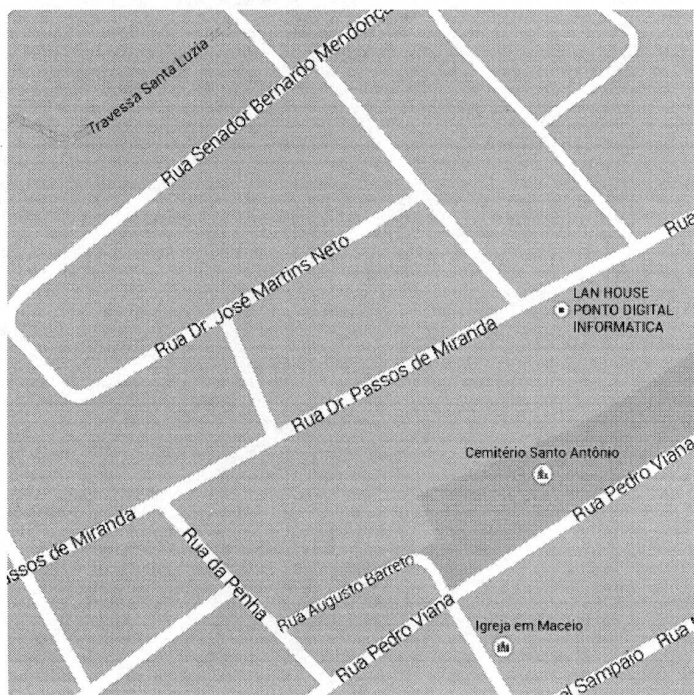 Travessa Santa Luzia
Rua Senador Bernardo Mendonça
Rua Dr. José Martins Neto
Rua
LAN HOUSE
PONTO DIGITAL
INFORMATICA
Rua Dr. Passos de Miranda
Cemitério Santo Antônio
Rua Pedro Viana
assos de Miranda
Rua da Penha
Rua Augusto Barreto
Rua Pedro Viana
Igreja em Maceio
al Sampaio
Rua